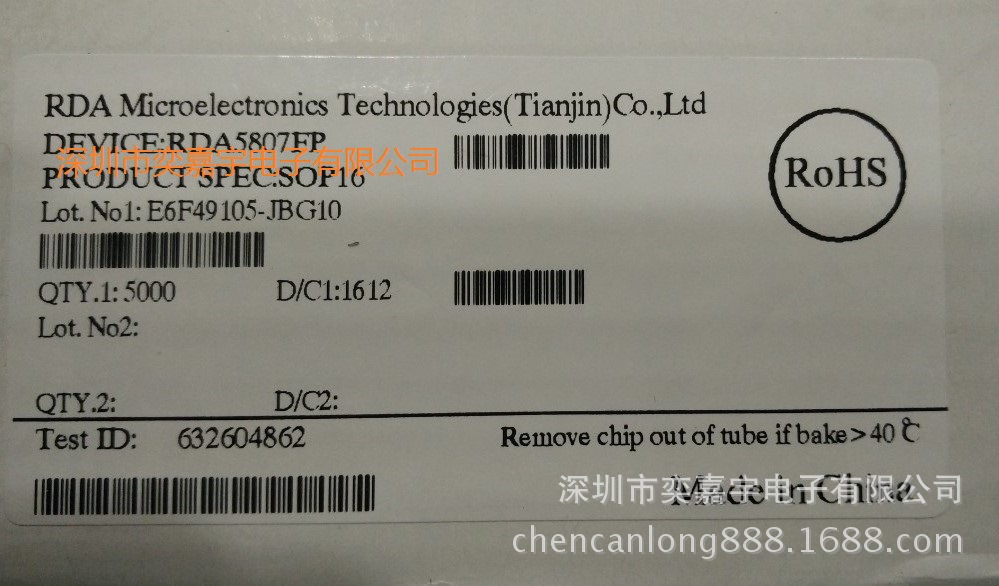 RDA Microelectronics Technologies(Tianjin)Co.,Ltd
DEVICE:RDA5807FP
深圳市奕嘉宇电子有限公司
PRODUCT SPEC:SOP16
RoHS
Lot. No1: E6F49105-JBG10
QTY.1: 5000 D/C1:1612
Lot. No2:
QTY.2: D/C2:
Test ID: 632604862 Remove chip out of tube if bake>40℃
Made in China
深圳市奕嘉宇电子有限公司
chencanlong888.1688.com